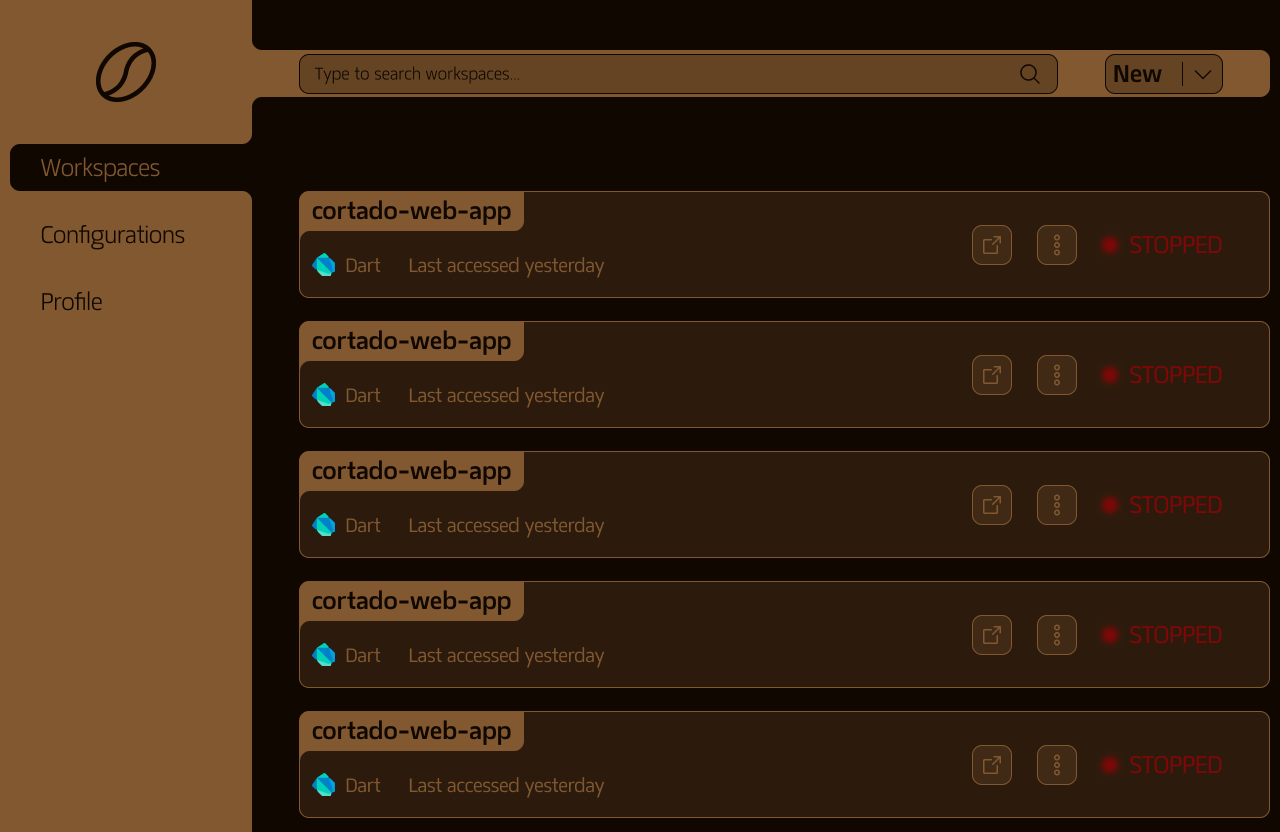 Type to search workspaces...
New
Workspaces
Configurations
Profile
cortado-web-app
Dart Last accessed yesterday
STOPPED
cortado-web-app
Dart Last accessed yesterday
STOPPED
cortado-web-app
Dart Last accessed yesterday
STOPPED
cortado-web-app
Dart Last accessed yesterday
STOPPED
cortado-web-app
Dart Last accessed yesterday
STOPPED